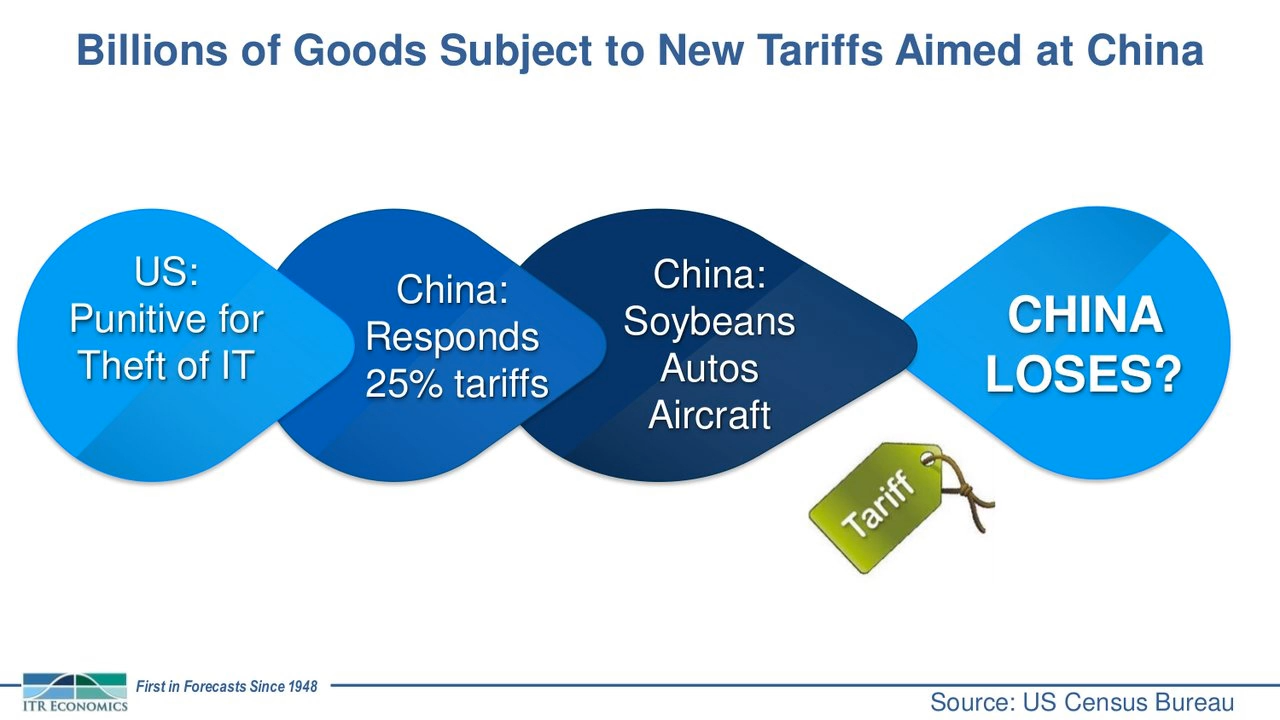 Billions of Goods Subject to New Tariffs Aimed at China
US:
Punitive for
Theft of IT
China:
Responds
25% tariffs
China:
Soybeans
Autos
Aircraft
CHINA
LOSES?
Tariff
ITR ECONOMICS
First in Forecasts Since 1948
Source: US Census Bureau